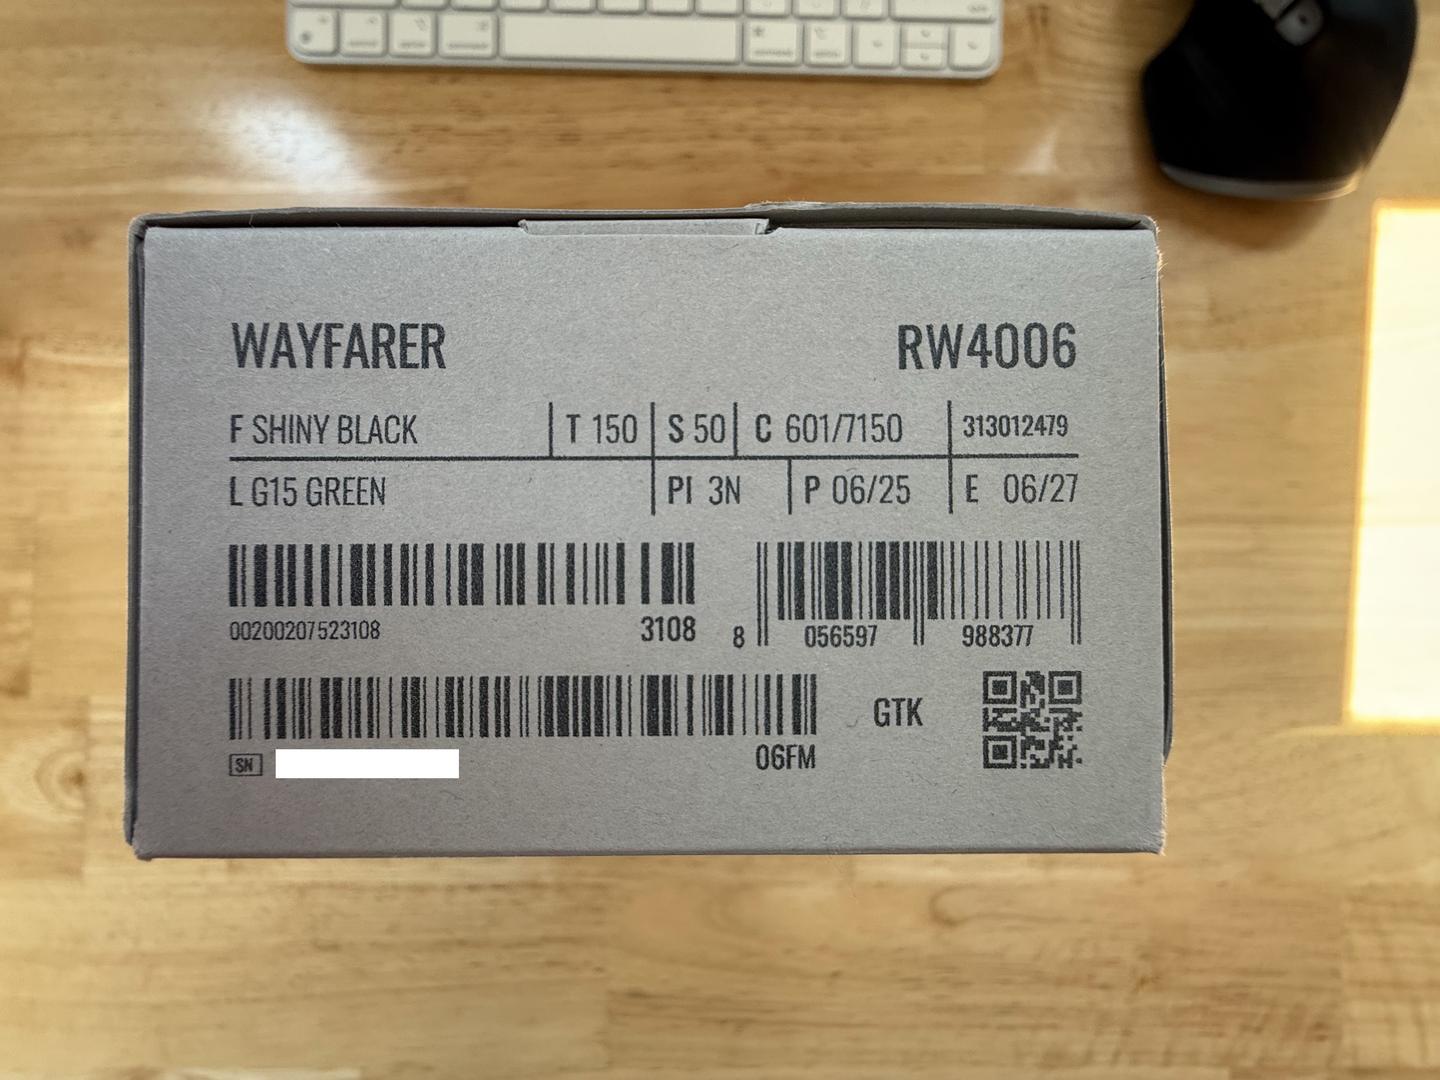 WAYFARER RW4006
F SHINY BLACK T 150 S 50 C 601/7150 313012479
L G15 GREEN PI 3N P 06/25 E 06/27
00200207523108 3108 8 056597 988377
GTK
SN 06FM